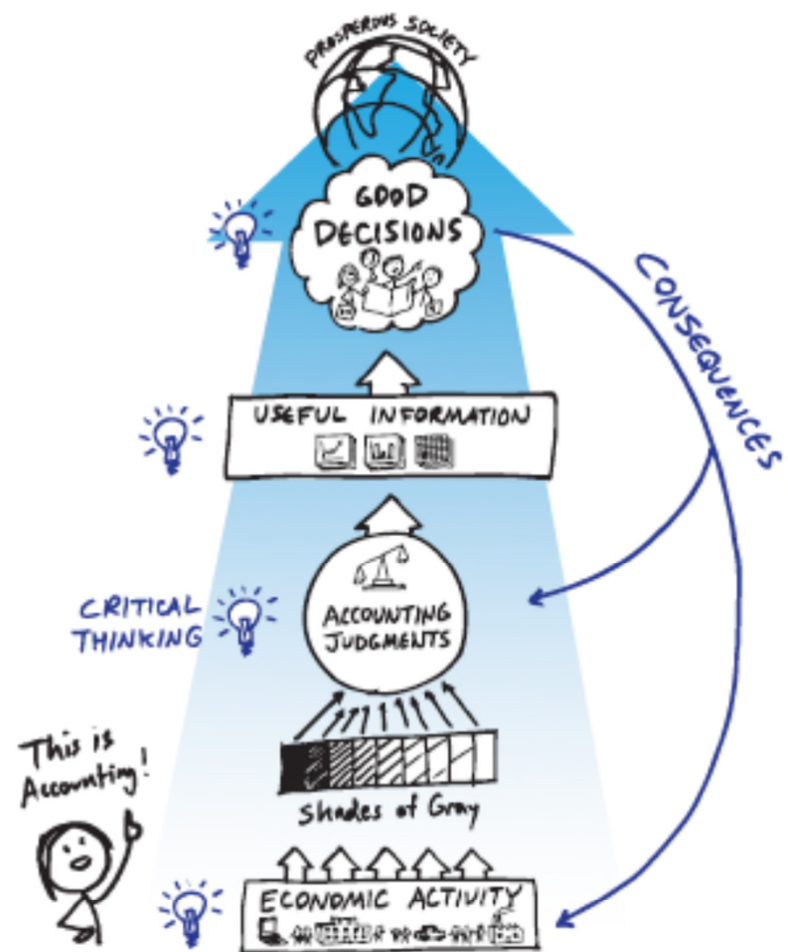 PROSPEROUS SOCIETY
GOOD
DECISIONS
CONSEQUENCES
USEFUL INFORMATION
CRITICAL
THINKING
ACCOUNTING
JUDGMENTS
This is
Accounting!
Shades of Gray
ECONOMIC ACTIVITY